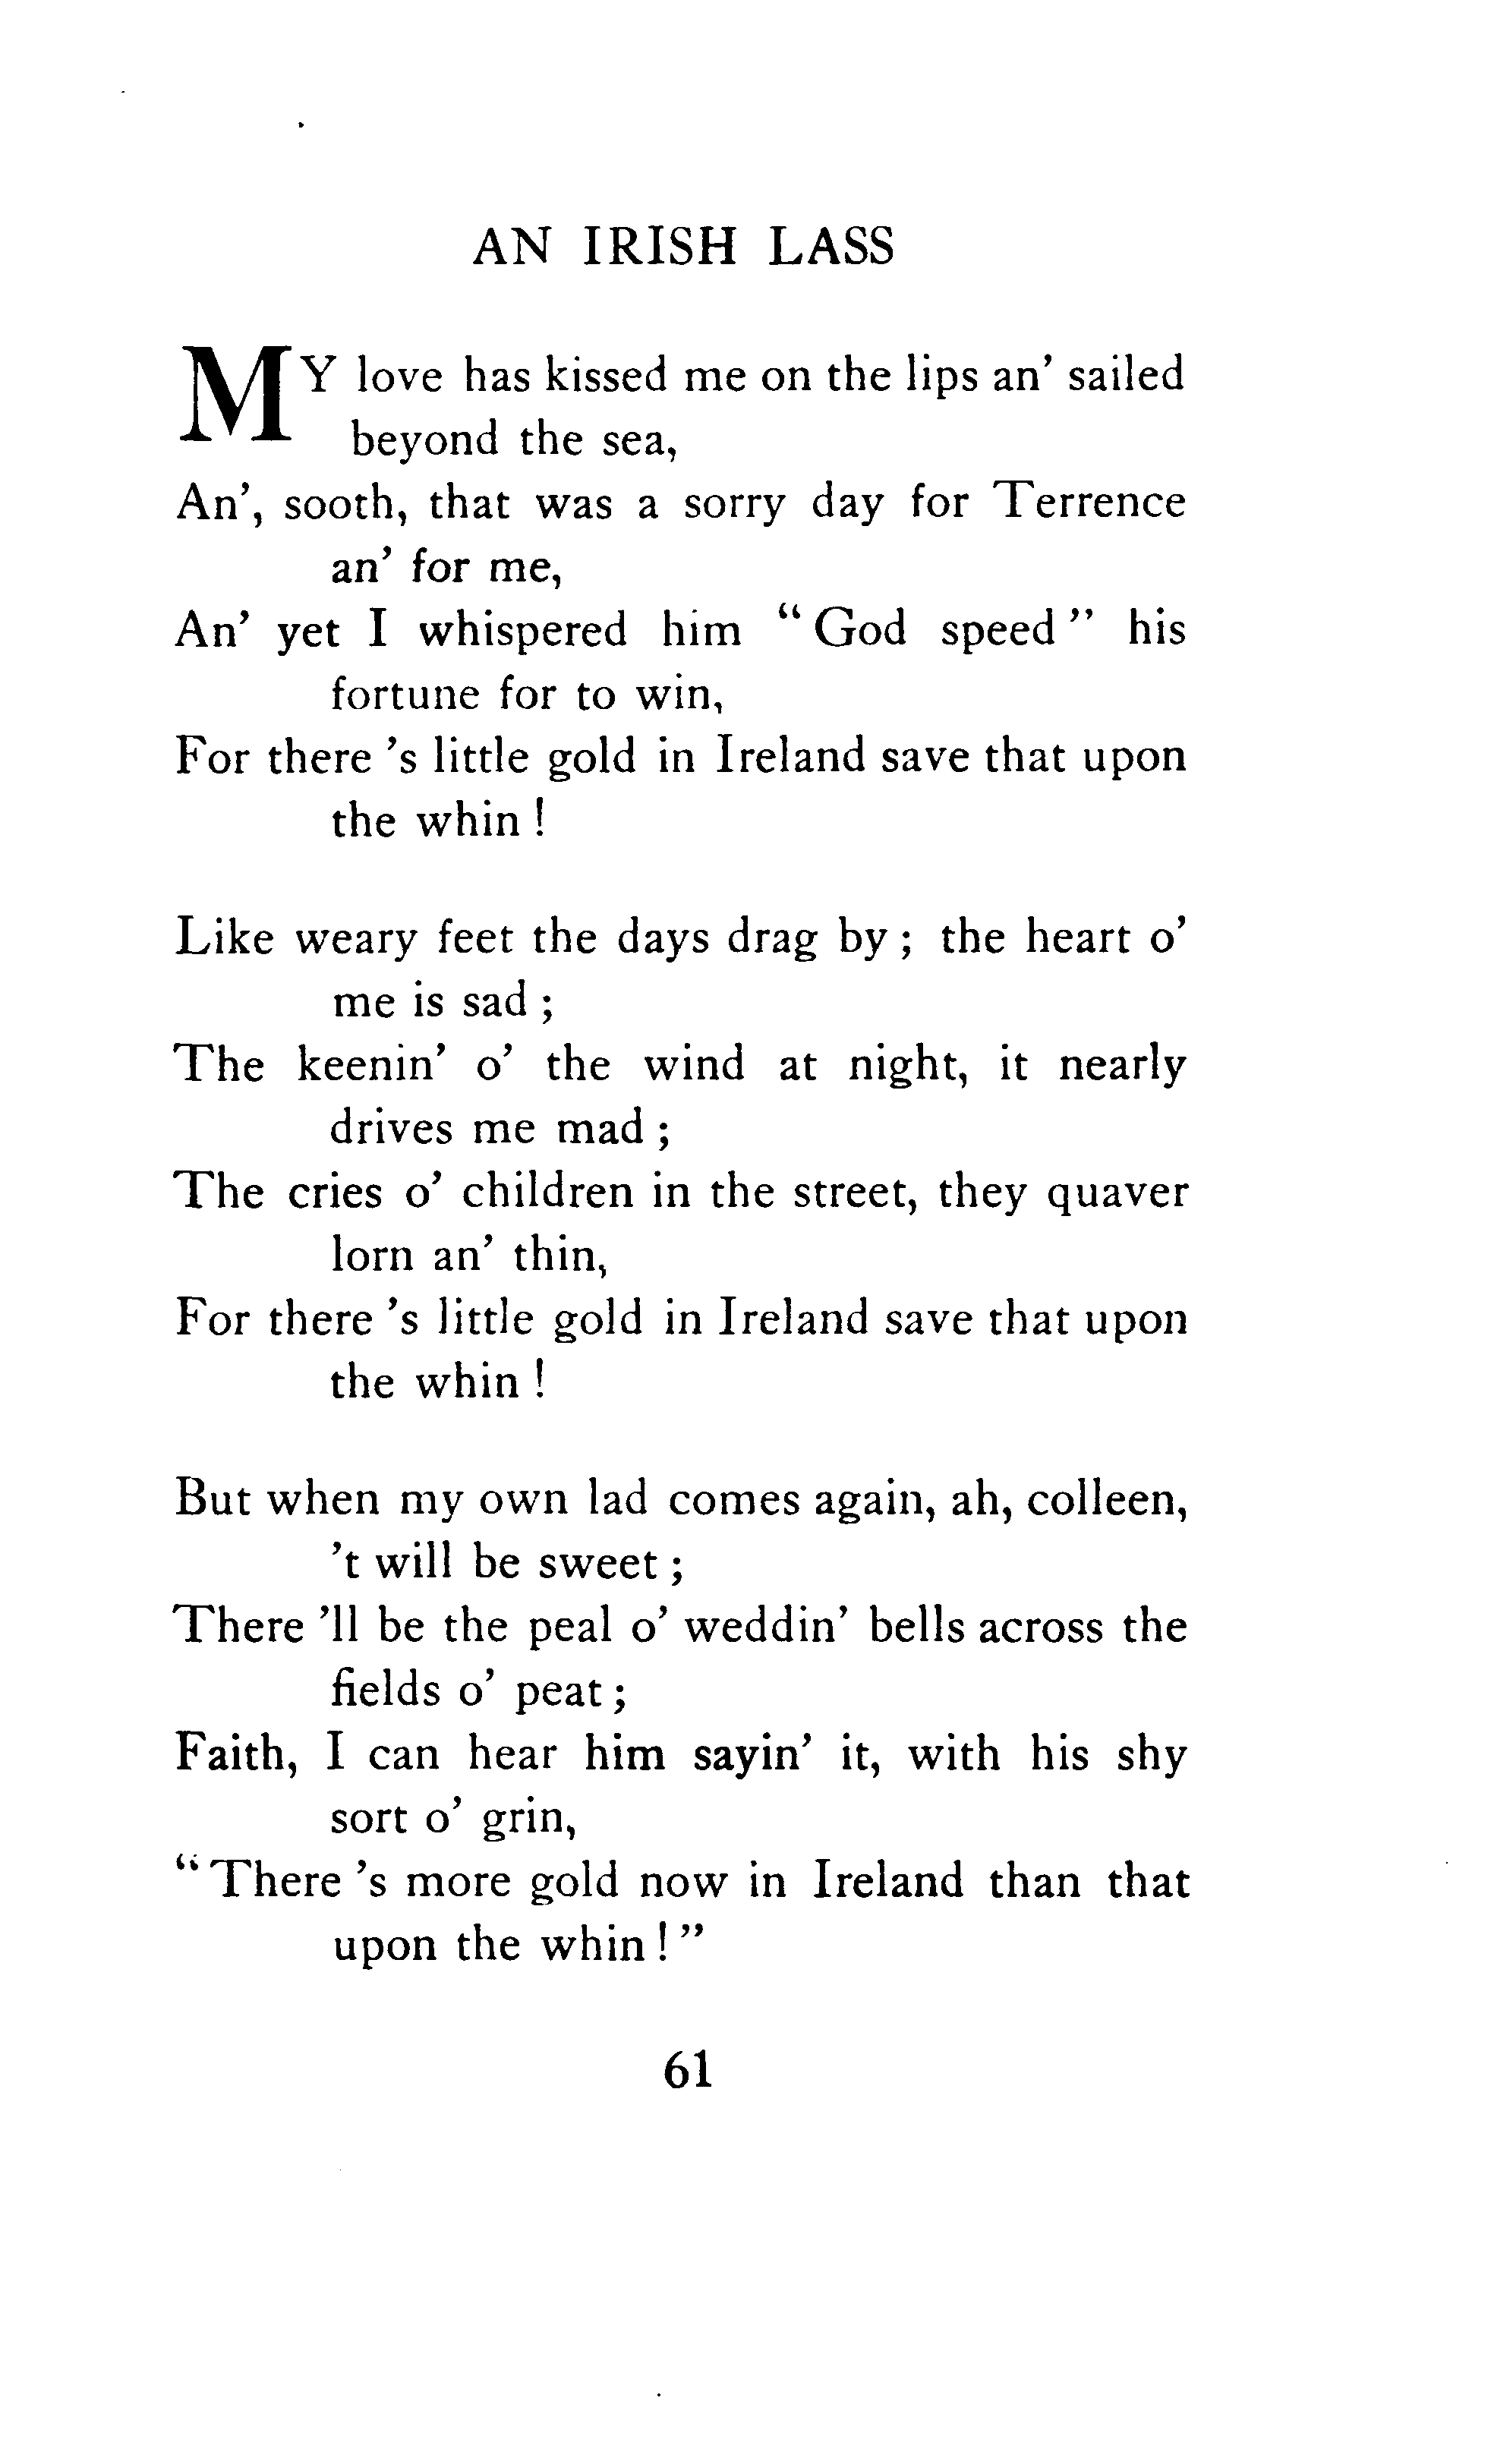 AN IRISH LASS
MY love has kissed me on the lips an' sailed
beyond the sea,
An', sooth, that was a sorry day for Terrence
an' for me,
An' yet I whispered him “God speed” his
fortune for to win,
For there 's little gold in Ireland save that upon
the whin !
Like weary feet the days drag by ; the heart o'
me is sad ;
The keenin' o' the wind at night, it nearly
drives me mad ;
The cries o' children in the street, they quaver
lorn an' thin,
For there 's little gold in Ireland save that upon
the whin !
But when my own lad comes again, ah, colleen,
't will be sweet ;
There 'll be the peal o' weddin' bells across the
fields o' peat ;
Faith, I can hear him sayin' it, with his shy
sort o' grin,
“There 's more gold now in Ireland than that
upon the whin ! ”
61